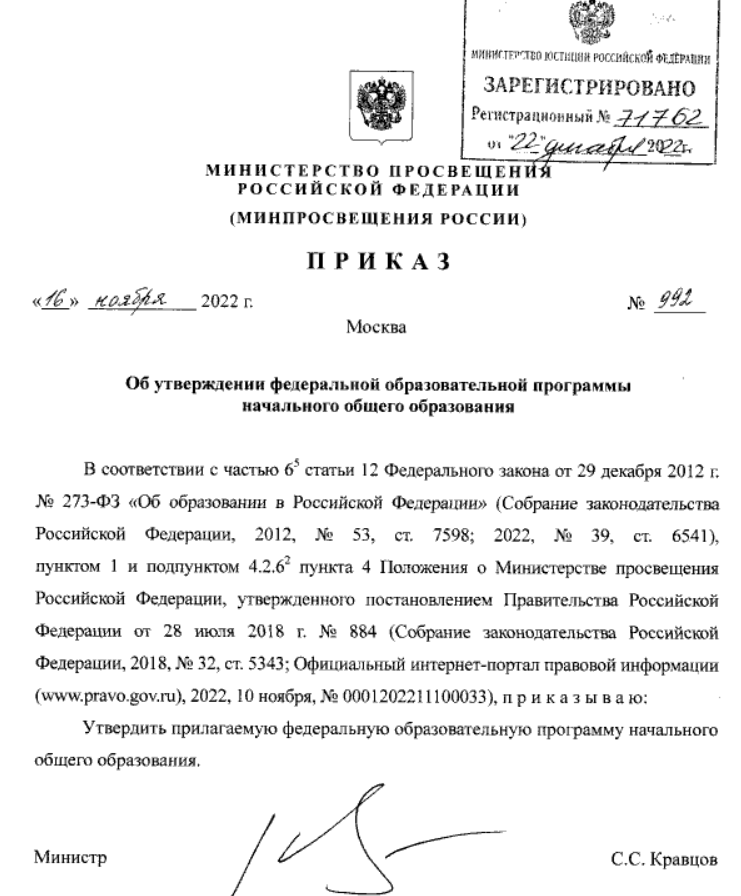 МИНИСТЕРСТВО ЮСТИЦИИ РОССИЙСКОЙ ФЕДЕРАЦИИ
ЗАРЕГИСТРИРОВАНО
Регистрационный № 71762
от "22" декабря 2022г.
МИНИСТЕРСТВО ПРОСВЕЩЕНИЯ
РОССИЙСКОЙ ФЕДЕРАЦИИ
(МИНПРОСВЕЩЕНИЯ РОССИИ)
ПРИКАЗ
«16» ноября 2022 г.
№ 992
Москва
Об утверждении федеральной образовательной программы
начального общего образования
В соответствии с частью 6⁵ статьи 12 Федерального закона от 29 декабря 2012 г.
№ 273-ФЗ «Об образовании в Российской Федерации» (Собрание законодательства
Российской Федерации, 2012, № 53, ст. 7598; 2022, № 39, ст. 6541),
пунктом 1 и подпунктом 4.2.6² пункта 4 Положения о Министерстве просвещения
Российской Федерации, утвержденного постановлением Правительства Российской
Федерации от 28 июля 2018 г. № 884 (Собрание законодательства Российской
Федерации, 2018, № 32, ст. 5343; Официальный интернет-портал правовой информации
(www.pravo.gov.ru), 2022, 10 ноября, № 0001202211100033), п р и к а з ы в а ю:
Утвердить прилагаемую федеральную образовательную программу начального
общего образования.
Министр
С.С. Кравцов